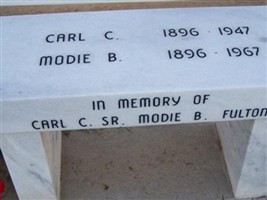 CARL C. 1896 - 1947
MODIE B. 1896 - 1967
IN MEMORY OF
CARL C. SR. MODIE B. FULTON